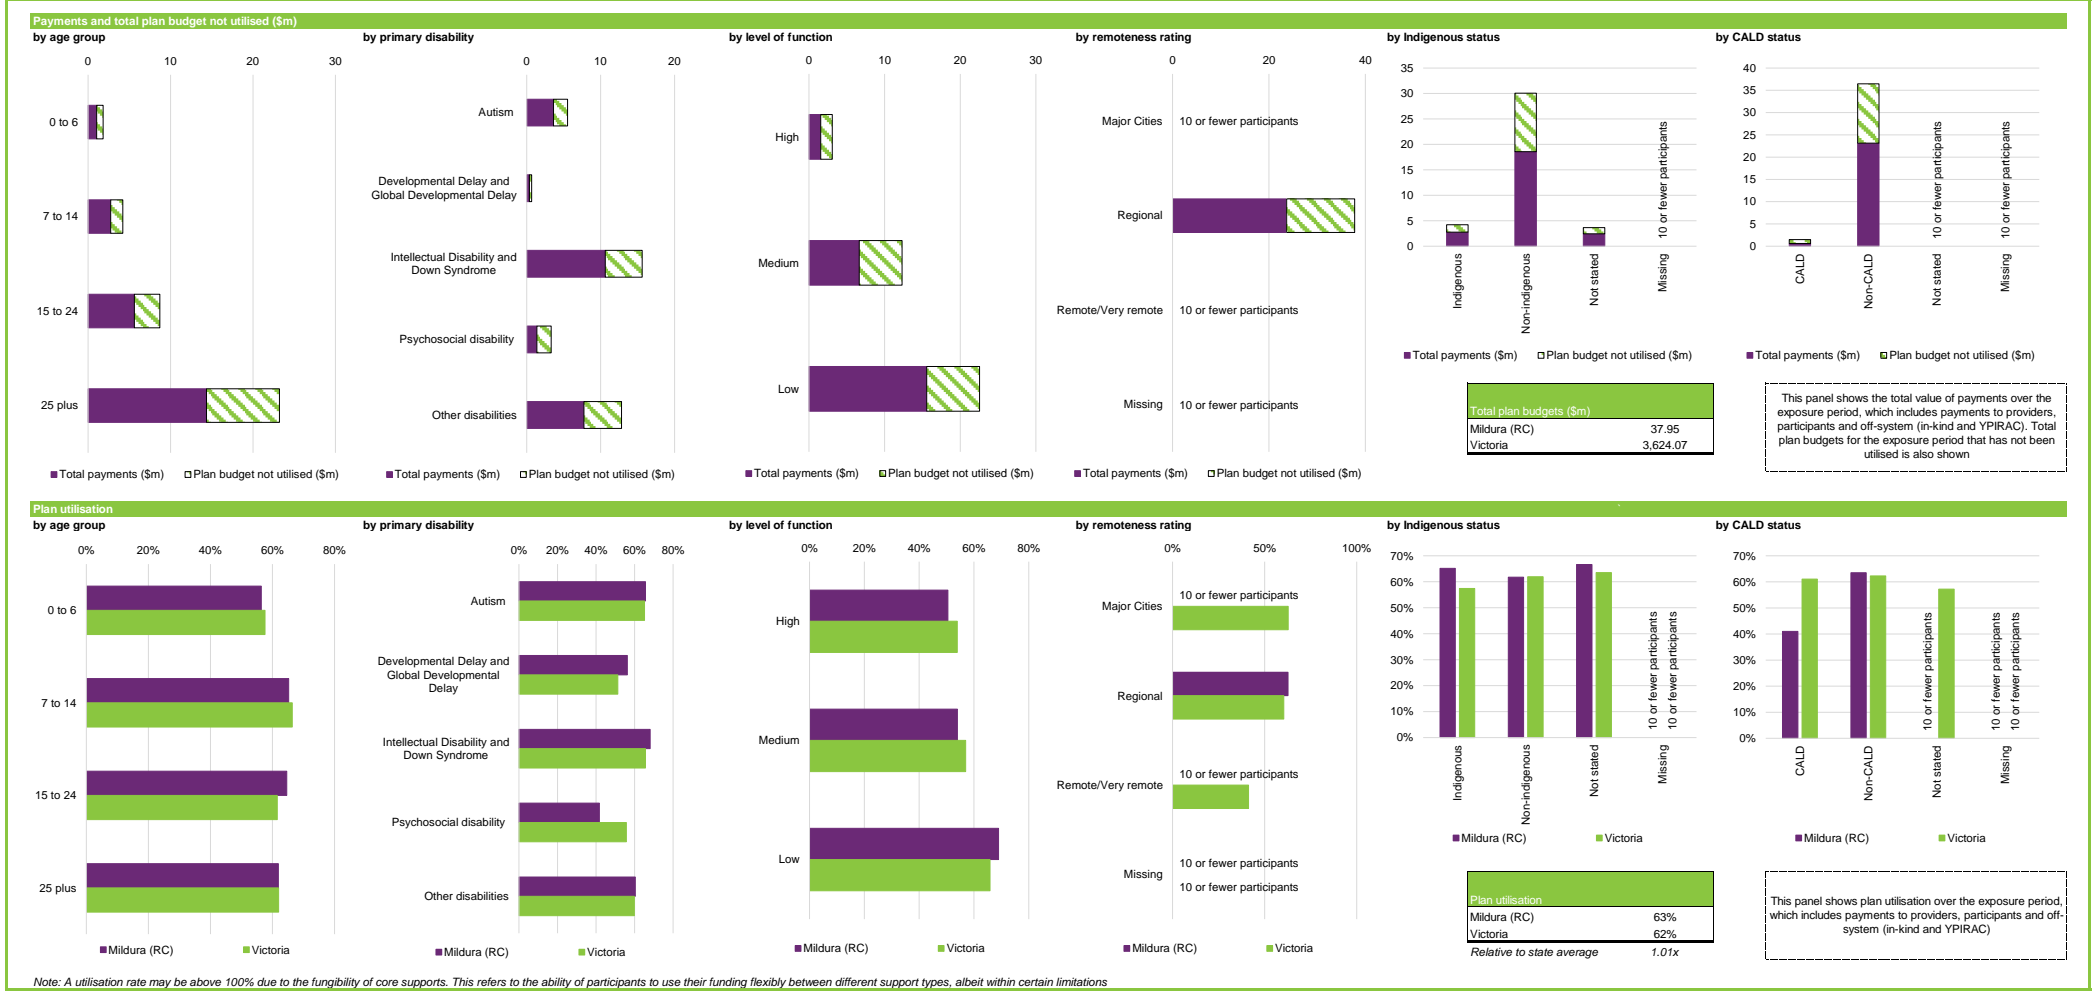 Payments and total plan budget not utilised ($m)
by age group
0 10 20 30
0 to 6
7 to 14
15 to 24
25 plus
Total payments ($m) Plan budget not utilised ($m)
by primary disability
0 10 20
Autism
Developmental Delay and
Global Developmental Delay
Intellectual Disability and
Down Syndrome
Psychosocial disability
Other disabilities
Total payments ($m) Plan budget not utilised ($m)
by level of function
0 10 20 30
High
Medium
Low
Total payments ($m) Plan budget not utilised ($m)
by remoteness rating
0 20 40
Major Cities 10 or fewer participants
Regional
Remote/Very remote 10 or fewer participants
Missing 10 or fewer participants
Total payments ($m) Plan budget not utilised ($m)
by Indigenous status
35
30
25
20
15
10
5
0
10 or fewer participants
Indigenous
Non-indigenous
Not stated
Missing
Total payments ($m) Plan budget not utilised ($m)
by CALD status
40
35
30
25
20
15
10
5
0
10 or fewer participants
10 or fewer participants
CALD
Non-CALD
Not stated
Missing
Total payments ($m) Plan budget not utilised ($m)
Total plan budgets ($m)
Mildura (RC) 37.95
Victoria 3,624.07
This panel shows the total value of payments over the
exposure period, which includes payments to providers,
participants and off-system (in-kind and YPIRAC). Total
plan budgets for the exposure period that has not been
utilised is also shown
Plan utilisation
by age group
0% 20% 40% 60% 80%
0 to 6
7 to 14
15 to 24
25 plus
Mildura (RC) Victoria
by primary disability
0% 20% 40% 60% 80%
Autism
Developmental Delay and
Global Developmental
Delay
Intellectual Disability and
Down Syndrome
Psychosocial disability
Other disabilities
Mildura (RC) Victoria
by level of function
0% 20% 40% 60% 80%
High
Medium
Low
Mildura (RC) Victoria
by remoteness rating
0% 50% 100%
10 or fewer participants
Major Cities
Regional
10 or fewer participants
Remote/Very remote
10 or fewer participants
Missing
10 or fewer participants
Mildura (RC) Victoria
by Indigenous status
70%
60%
50%
40%
30%
20%
10%
0%
10 or fewer participants
10 or fewer participants
Indigenous
Non-indigenous
Not stated
Missing
Mildura (RC) Victoria
by CALD status
70%
60%
50%
40%
30%
20%
10%
0%
10 or fewer participants
10 or fewer participants
10 or fewer participants
CALD
Non-CALD
Not stated
Missing
Mildura (RC) Victoria
Plan utilisation
Mildura (RC) 63%
Victoria 62%
Relative to state average 1.01x
This panel shows plan utilisation over the exposure period,
which includes payments to providers, participants and off-
system (in-kind and YPIRAC)
Note: A utilisation rate may be above 100% due to the fungibility of core supports. This refers to the ability of participants to use their funding flexibly between different support types, albeit within certain limitations